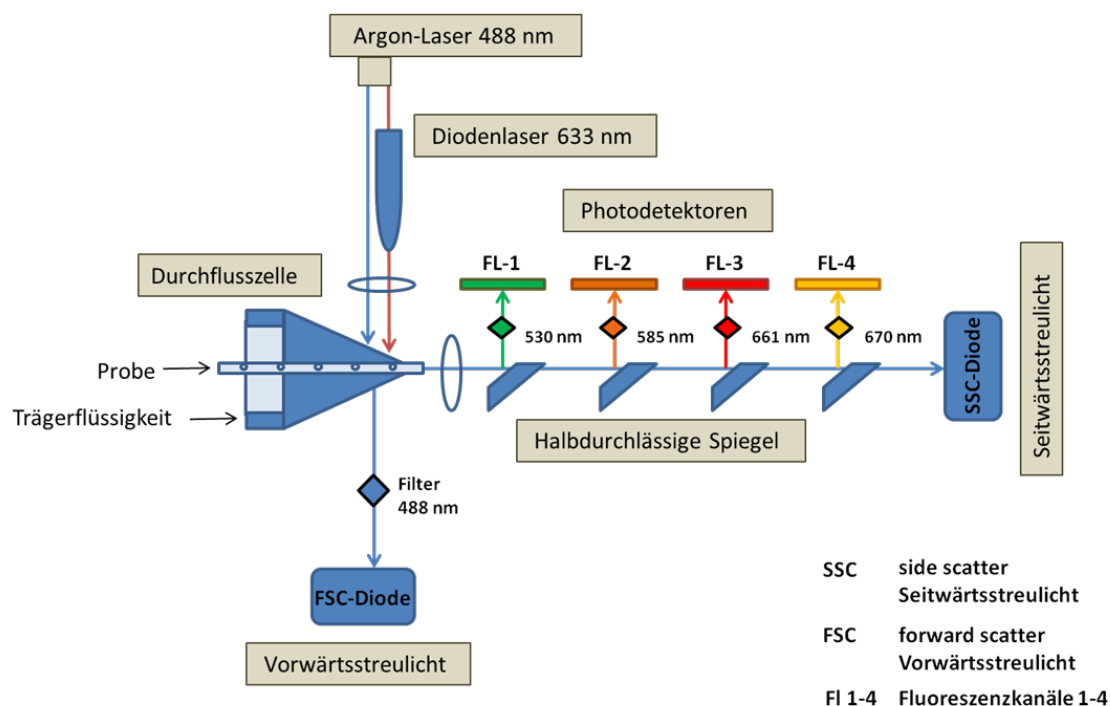 Argon-Laser 488 nm
Diodenlaser 633 nm
Photodetektoren
Durchflusszelle
FL-1
FL-2
FL-3
FL-4
530 nm
585 nm
661 nm
670 nm
Probe
Trägerflüssigkeit
Halbdurchlässige Spiegel
SSC-Diode
Seitwärtsstreulicht
Filter
488 nm
FSC-Diode
Vorwärtsstreulicht
SSC side scatter
Seitwärtsstreulicht
FSC forward scatter
Vorwärtsstreulicht
Fl 1-4 Fluoreszenzkanäle 1-4